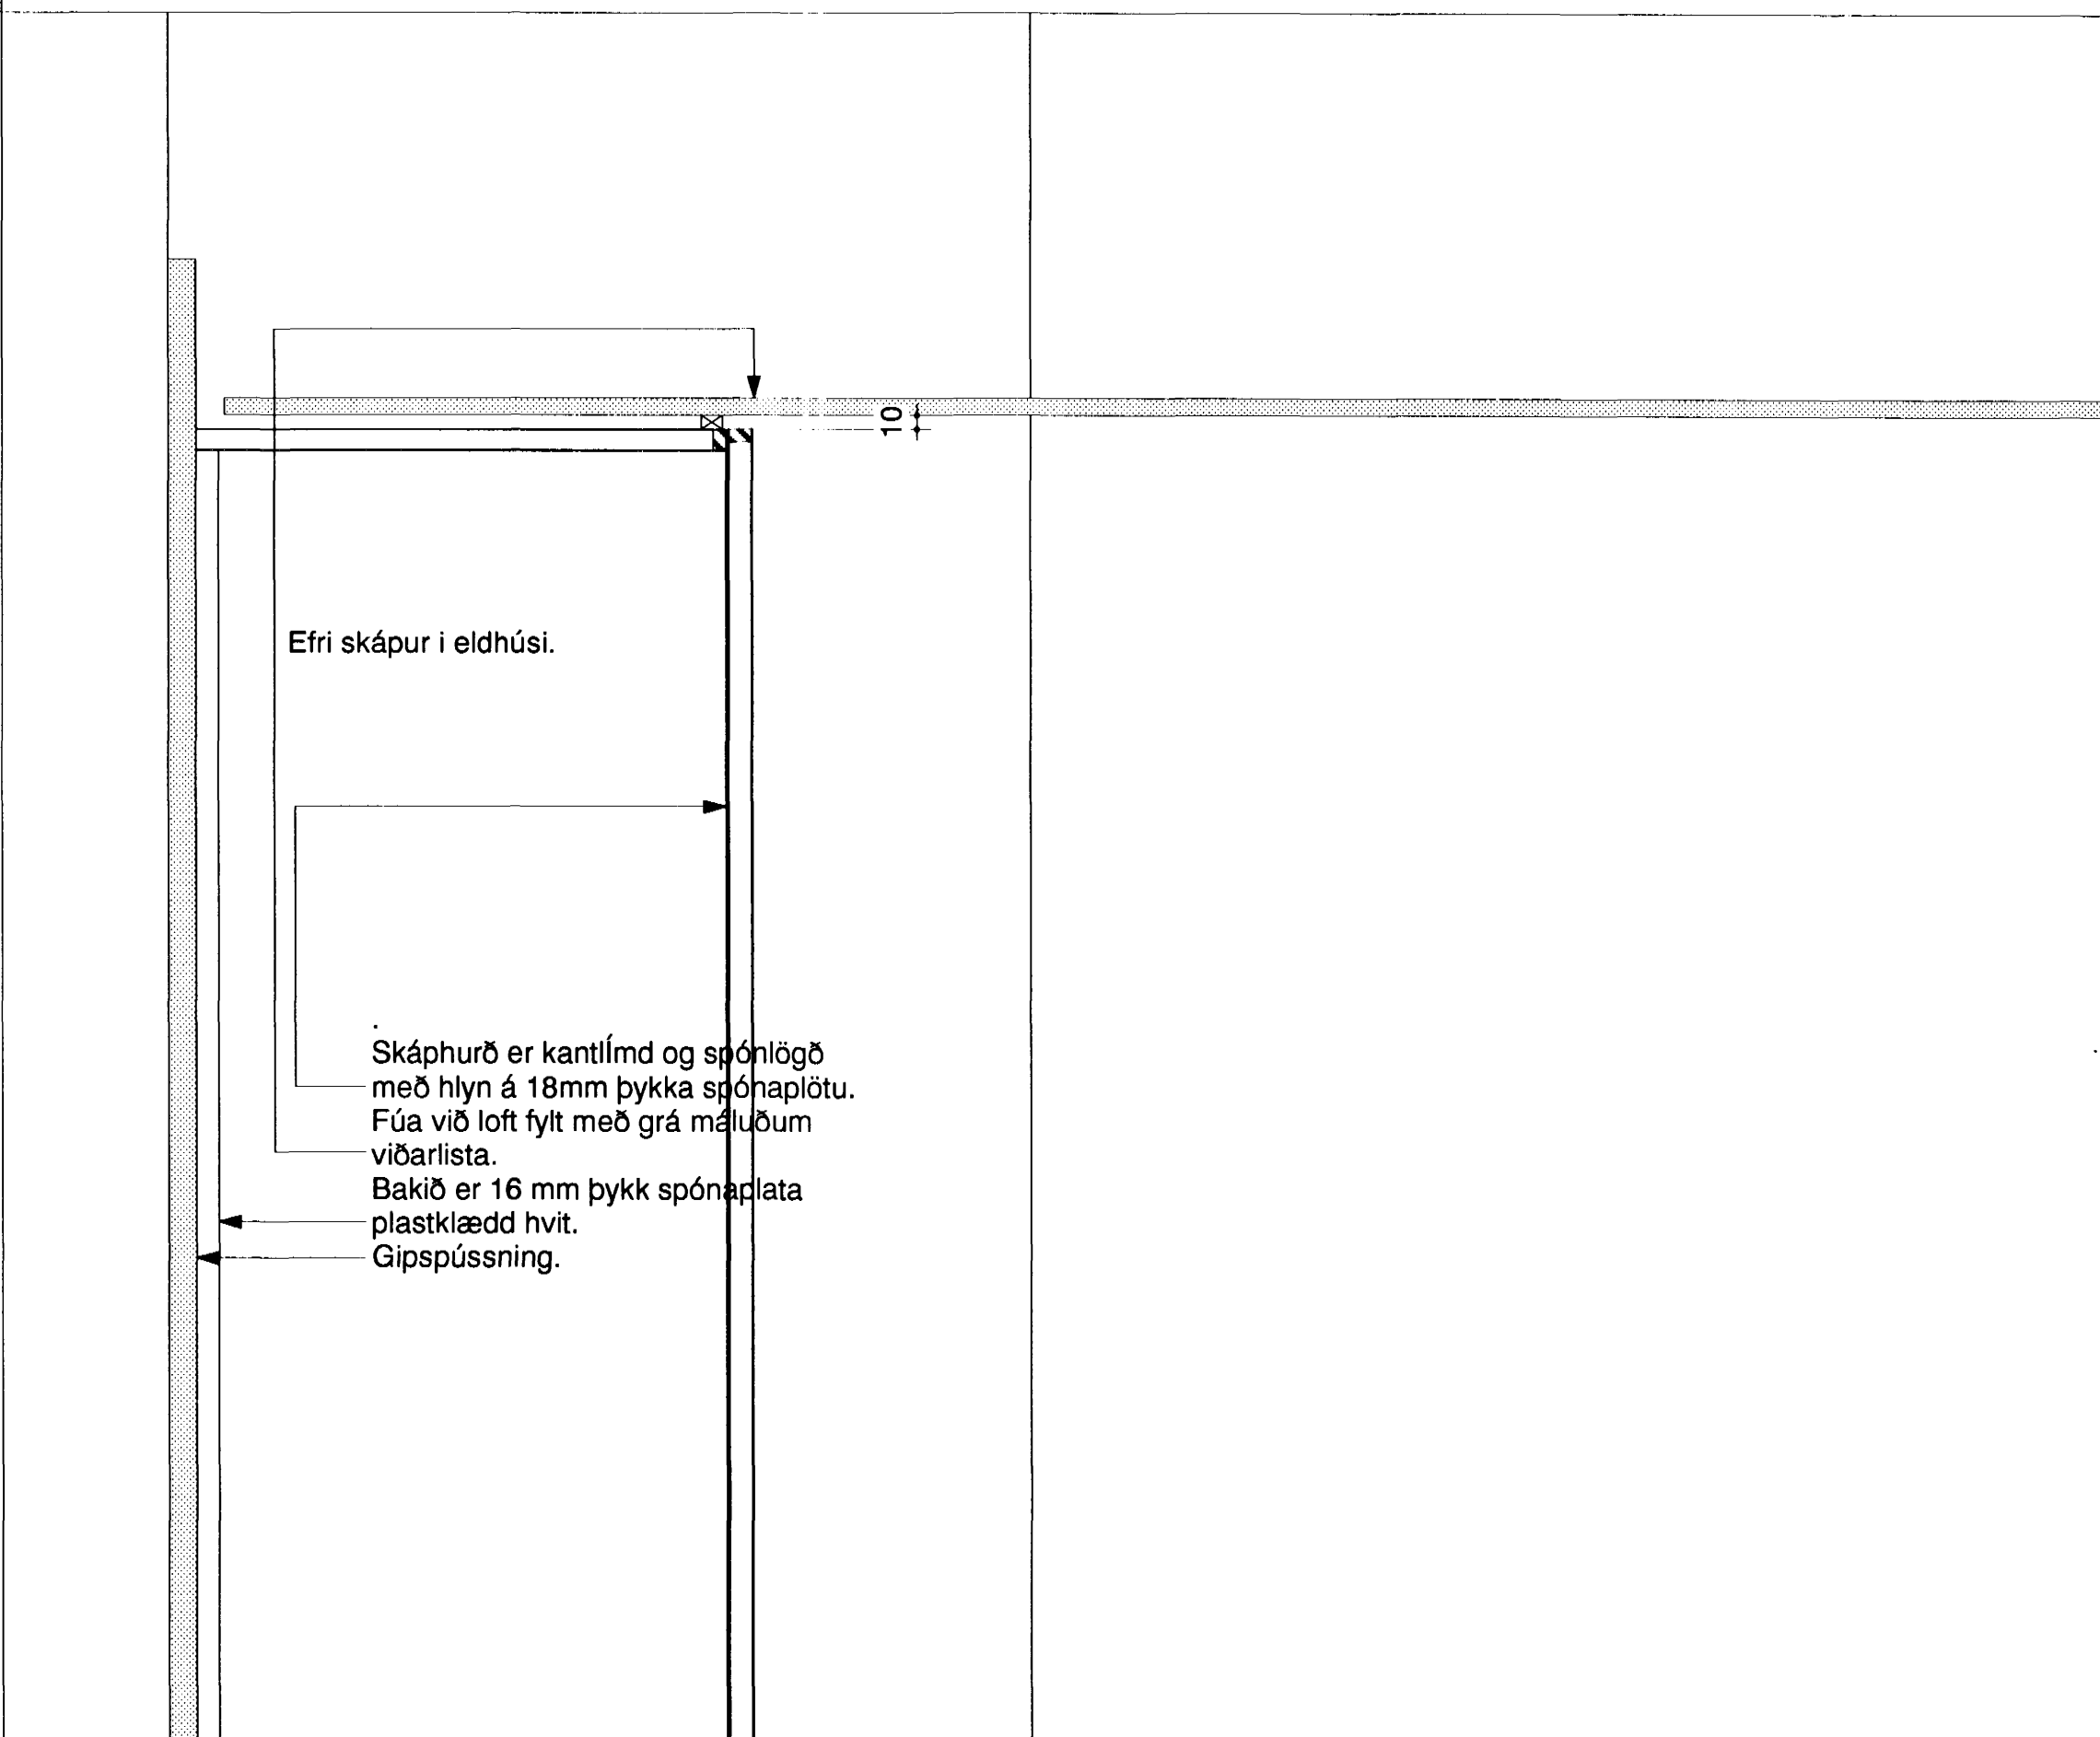 10
Efri skápur i eldhúsi.
Skáphurð er kantlÍmd og spónlögð
með hlyn á 18mm þykka spónaplötu.
Fúa við loft fylt með grá máluðum
viðarlista.
Bakið er 16 mm þykk spónaplata
plastklædd hvit.
Gipspússning.